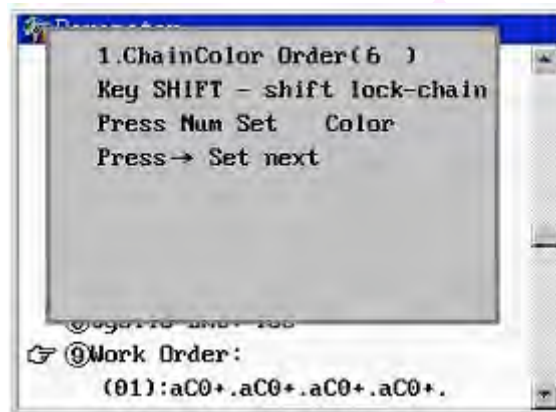 1.ChainColor Order(6 )
Key SHIFT - shift lock-chain
Press Num Set Color
Press→ Set next
☞ ⑨Work Order:
(01):aC0+.aC0+.aC0+.aC0+.